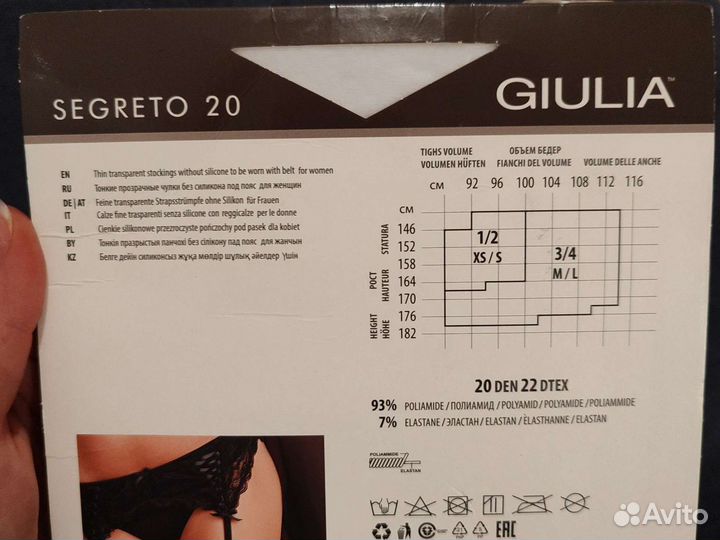 SEGRETO 20
GIULIA™
EN Thin transparent stockings without silicone to be worn with belt for women
RU Тонкие прозрачные чулки без силикона под пояс для женщин
DE | AT Feine transparente Strapsstrümpfe ohne Silikon für Frauen
IT Calze fine trasparenti senza silicone con reggicalze per le donne
PL Cienkie silikonowe przezroczyste pończochy pod pasek dla kobiet
BY Тонкія празрыстыя панчохі без сілікону пад пояс для жанчын
KZ Белге дейін силиконсыз жұқа мөлдір шұлық әйелдер үшін
TIGHS VOLUME ОБЪЕМ БЕДЕР
VOLUMEN HÜFTEN FIANCHI DEL VOLUME VOLUME DELLE ANCHE
CM 92 96 100 104 108 112 116
CM
146
152
158
164
170
176
182
STATURA
РОСТ
HAUTEUR
HEIGHT
HÖHE
1/2
XS / S
3/4
M / L
20 DEN 22 DTEX
93% POLIAMIDE / ПОЛИАМИД / POLYAMID / POLYAMIDE / POLIAMMIDE
7% ELASTANE / ЭЛАСТАН / ELASTAN / ÉLASTHANNE / ELASTAN
POLIAMMIDE
ELASTAN
EAC
Avito